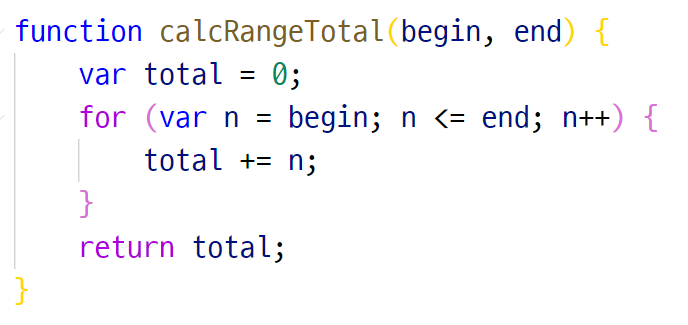 function calcRangeTotal(begin, end) {
    var total = 0;
    for (var n = begin; n <= end; n++) {
        total += n;
    }
    return total;
}